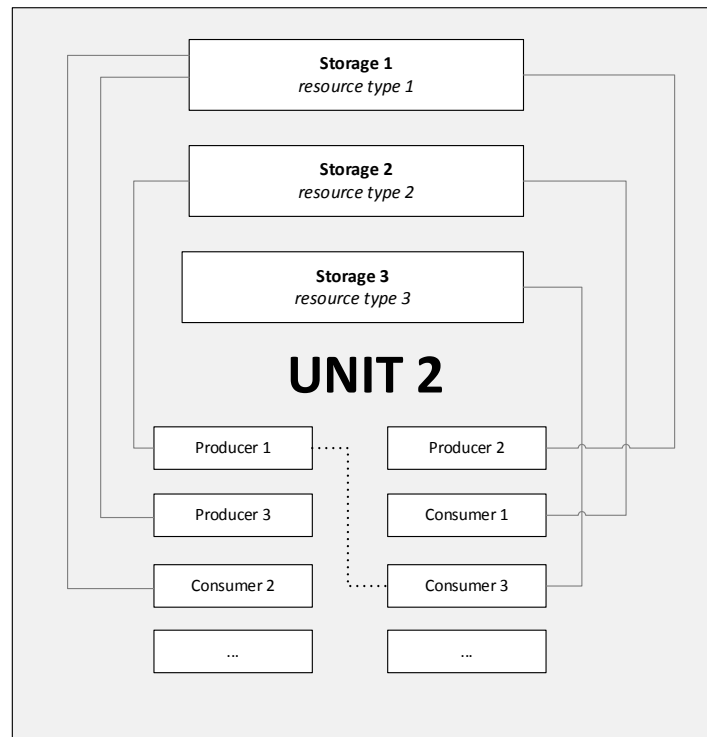 Storage 1
resource type 1
Storage 2
resource type 2
Storage 3
resource type 3
UNIT 2
Producer 1
Producer 2
Producer 3
Consumer 1
Consumer 2
Consumer 3
...
...